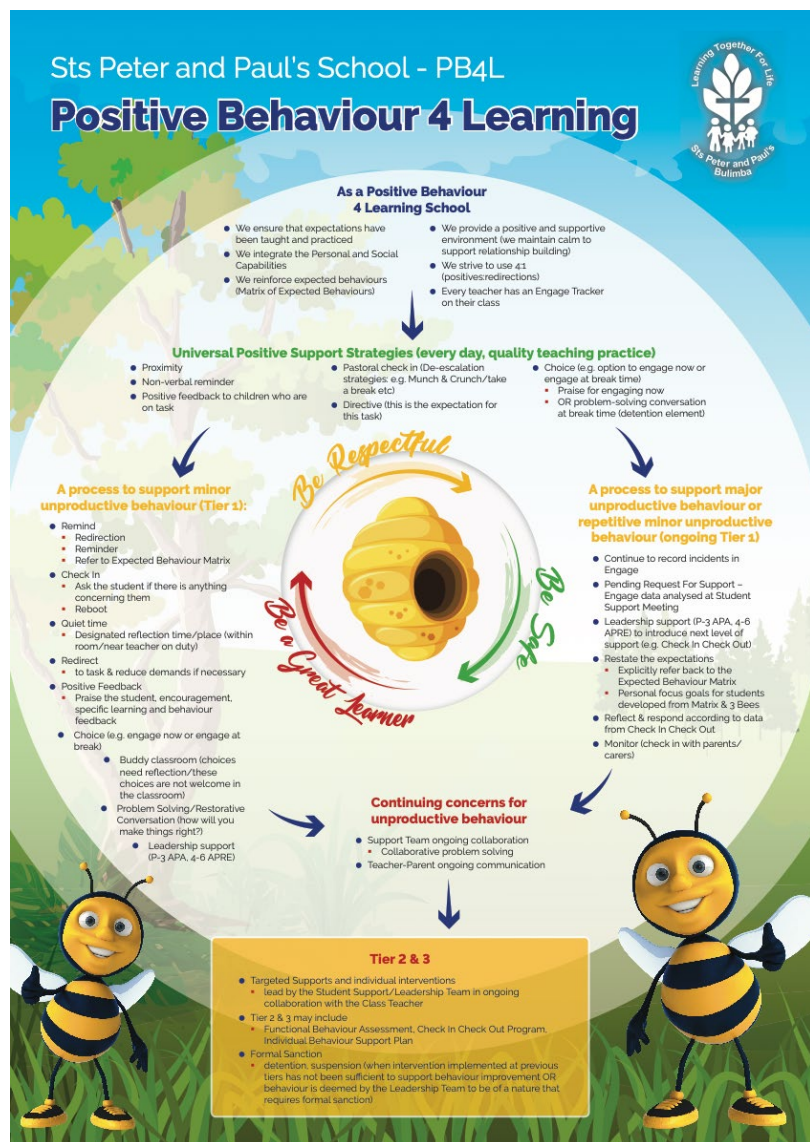 Sts Peter and Paul's School - PB4L
Positive Behaviour 4 Learning
Learning Together For Life
Sts Peter and Paul's
Bulimba
As a Positive Behaviour
4 Learning School
We ensure that expectations have
been taught and practiced
We integrate the Personal and Social
Capabilities
We reinforce expected behaviours
(Matrix of Expected Behaviours)
We provide a positive and supportive
environment (we maintain calm to
support relationship building)
We strive to use 4:1
(positives:redirections)
Every teacher has an Engage Tracker
on their class
Universal Positive Support Strategies (every day, quality teaching practice)
Proximity
Non-verbal reminder
Positive feedback to children who are
on task
Pastoral check in (De-escalation
strategies: e.g. Munch & Crunch/take
a break etc)
Directive (this is the expectation for
this task)
Choice (e.g. option to engage now or
engage at break time)
Praise for engaging now
OR problem-solving conversation
at break time (detention element)
A process to support minor
unproductive behaviour (Tier 1):
Remind
Redirection
Reminder
Refer to Expected Behaviour Matrix
Check In
Ask the student if there is anything
concerning them
Reboot
Quiet time
Designated reflection time/place (within
room/near teacher on duty)
Redirect
to task & reduce demands if necessary
Positive Feedback
Praise the student, encouragement,
specific learning and behaviour
feedback
Choice (e.g. engage now or engage at
break)
Buddy classroom (choices
need reflection/these
choices are not welcome in
the classroom)
Problem Solving/Restorative
Conversation (how will you
make things right?)
Leadership support
(P-3 APA, 4-6 APRE)
Be Respectful
Be Safe
Be a Great Learner
A process to support major
unproductive behaviour or
repetitive minor unproductive
behaviour (ongoing Tier 1)
Continue to record incidents in
Engage
Pending Request For Support –
Engage data analysed at Student
Support Meeting
Leadership support (P-3 APA, 4-6
APRE) to introduce next level of
support (e.g. Check In Check Out)
Restate the expectations
Explicitly refer back to the
Expected Behaviour Matrix
Personal focus goals for students
developed from Matrix & 3 Bees
Reflect & respond according to data
from Check In Check Out
Monitor (check in with parents/
carers)
Continuing concerns for
unproductive behaviour
Support Team ongoing collaboration
Collaborative problem solving
Teacher-Parent ongoing communication
Tier 2 & 3
Targeted Supports and individual interventions
lead by the Student Support/Leadership Team in ongoing
collaboration with the Class Teacher
Tier 2 & 3 may include
Functional Behaviour Assessment, Check In Check Out Program,
Individual Behaviour Support Plan
Formal Sanction
detention, suspension (when intervention implemented at previous
tiers has not been sufficient to support behaviour improvement OR
behaviour is deemed by the Leadership Team to be of a nature that
requires formal sanction)